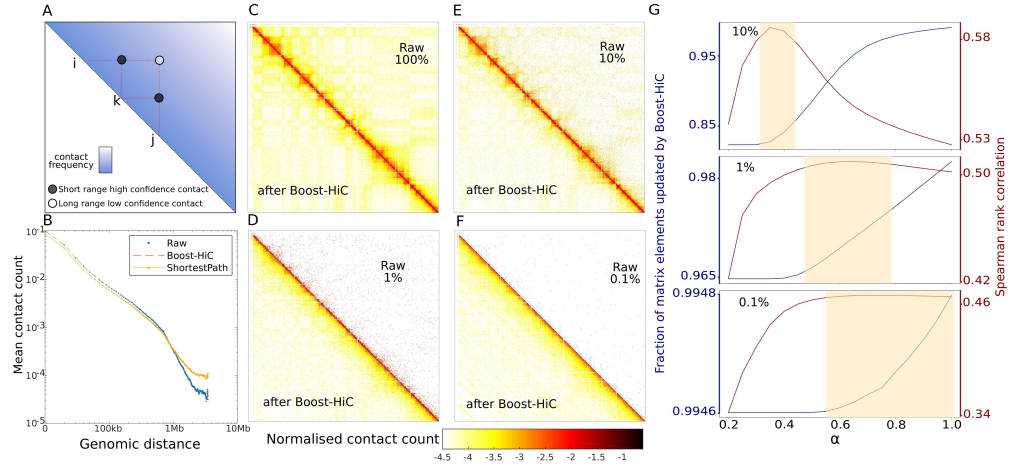 A
i
k
j
contact
frequency
Short range high confidence contact
Long range low confidence contact
B
Raw
Boost-HiC
ShortestPath
Mean contact count
10-1
10-2
10-3
10-4
10-5
0
100kb
1Mb
10Mb
Genomic distance
C
Raw
100%
after Boost-HiC
E
Raw
10%
after Boost-HiC
D
Raw
1%
after Boost-HiC
F
Raw
0.1%
after Boost-HiC
Normalised contact count
-4.5
-4
-3.5
-3
-2.5
-2
-1.5
-1
G
Fraction of matrix elements updated by Boost-HiC
Spearman rank correlation
10%
0.95
0.85
0.58
0.53
1%
0.98
0.965
0.50
0.42
0.1%
0.9948
0.9946
0.46
0.34
0.2
0.4
0.6
0.8
1.0
α